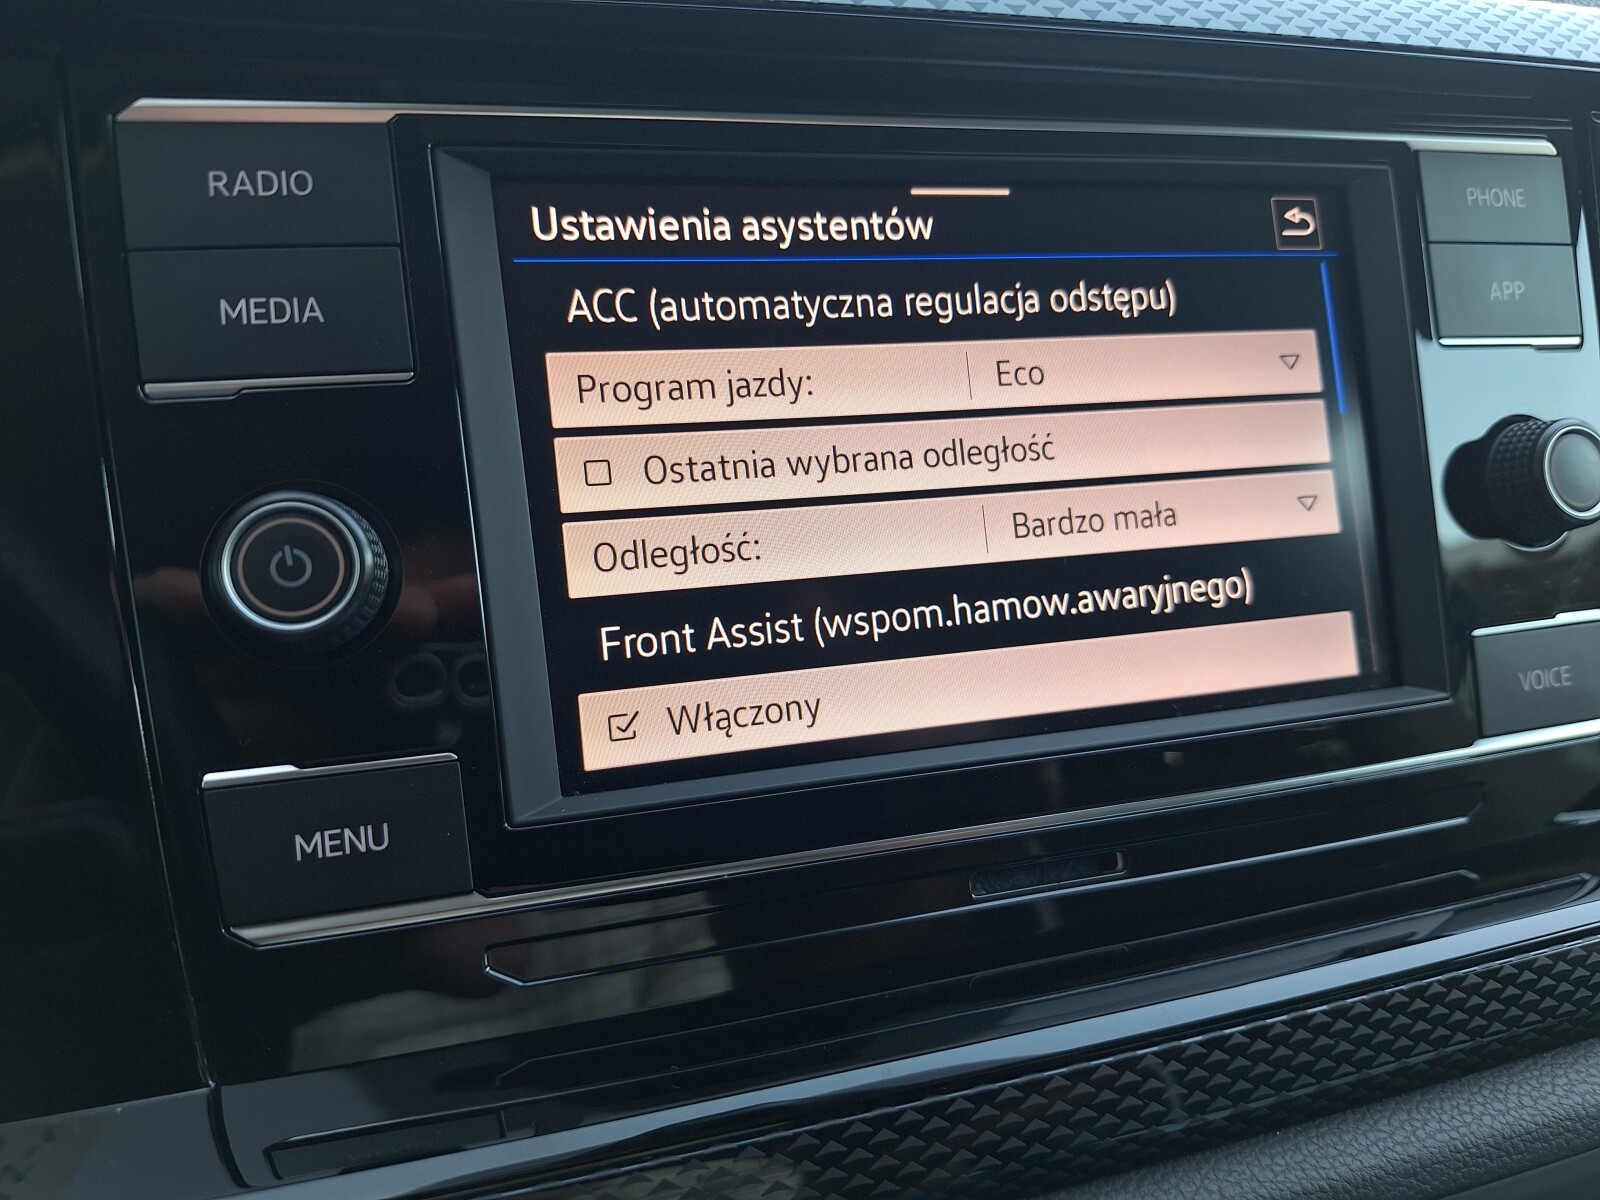 RADIO
MEDIA
MENU
Ustawienia asystentów
ACC (automatyczna regulacja odstępu)
Program jazdy: Eco
Ostatnia wybrana odległość
Odległość: Bardzo mała
Front Assist (wspom.hamow.awaryjnego)
Włączony
PHONE
APP
VOICE